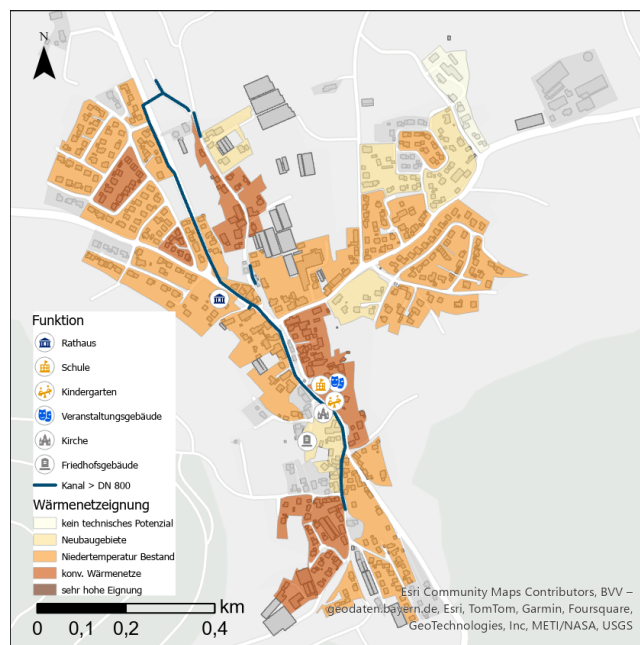 N
Funktion
Rathaus
Schule
Kindergarten
Veranstaltungsgebäude
Kirche
Friedhofsgebäude
Kanal > DN 800
Wärmenetzeignung
kein technisches Potenzial
Neubaugebiete
Niedertemperatur Bestand
konv. Wärmenetze
sehr hohe Eignung
km
0 0,1 0,2 0,4
Esri Community Maps Contributors, BVV –
geodaten.bayern.de, Esri, TomTom, Garmin, Foursquare,
GeoTechnologies, Inc, METI/NASA, USGS